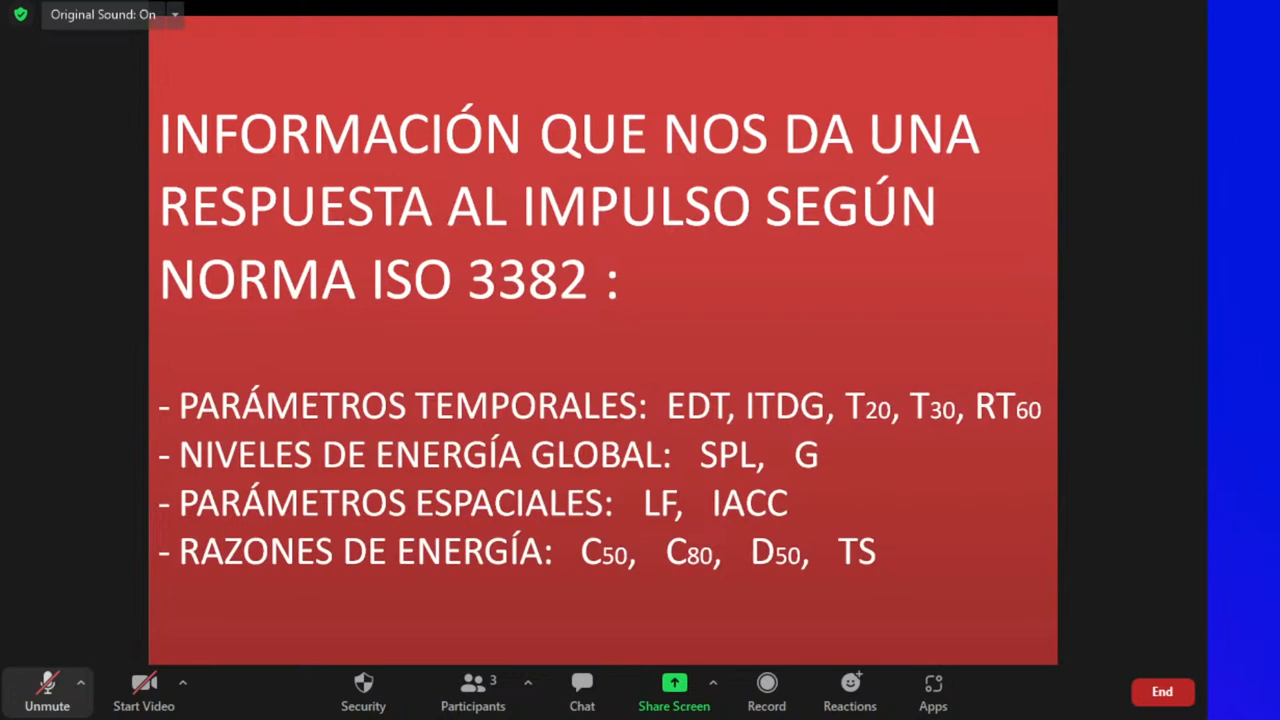 Original Sound: On
INFORMACIÓN QUE NOS DA UNA
RESPUESTA AL IMPULSO SEGÚN
NORMA ISO 3382 :
- PARÁMETROS TEMPORALES: EDT, ITDG, T20, T30, RT60
- NIVELES DE ENERGÍA GLOBAL: SPL, G
- PARÁMETROS ESPACIALES: LF, IACC
- RAZONES DE ENERGÍA: C50, C80, D50, TS
Unmute Start Video Security Participants 3 Chat Share Screen Record Reactions Apps End